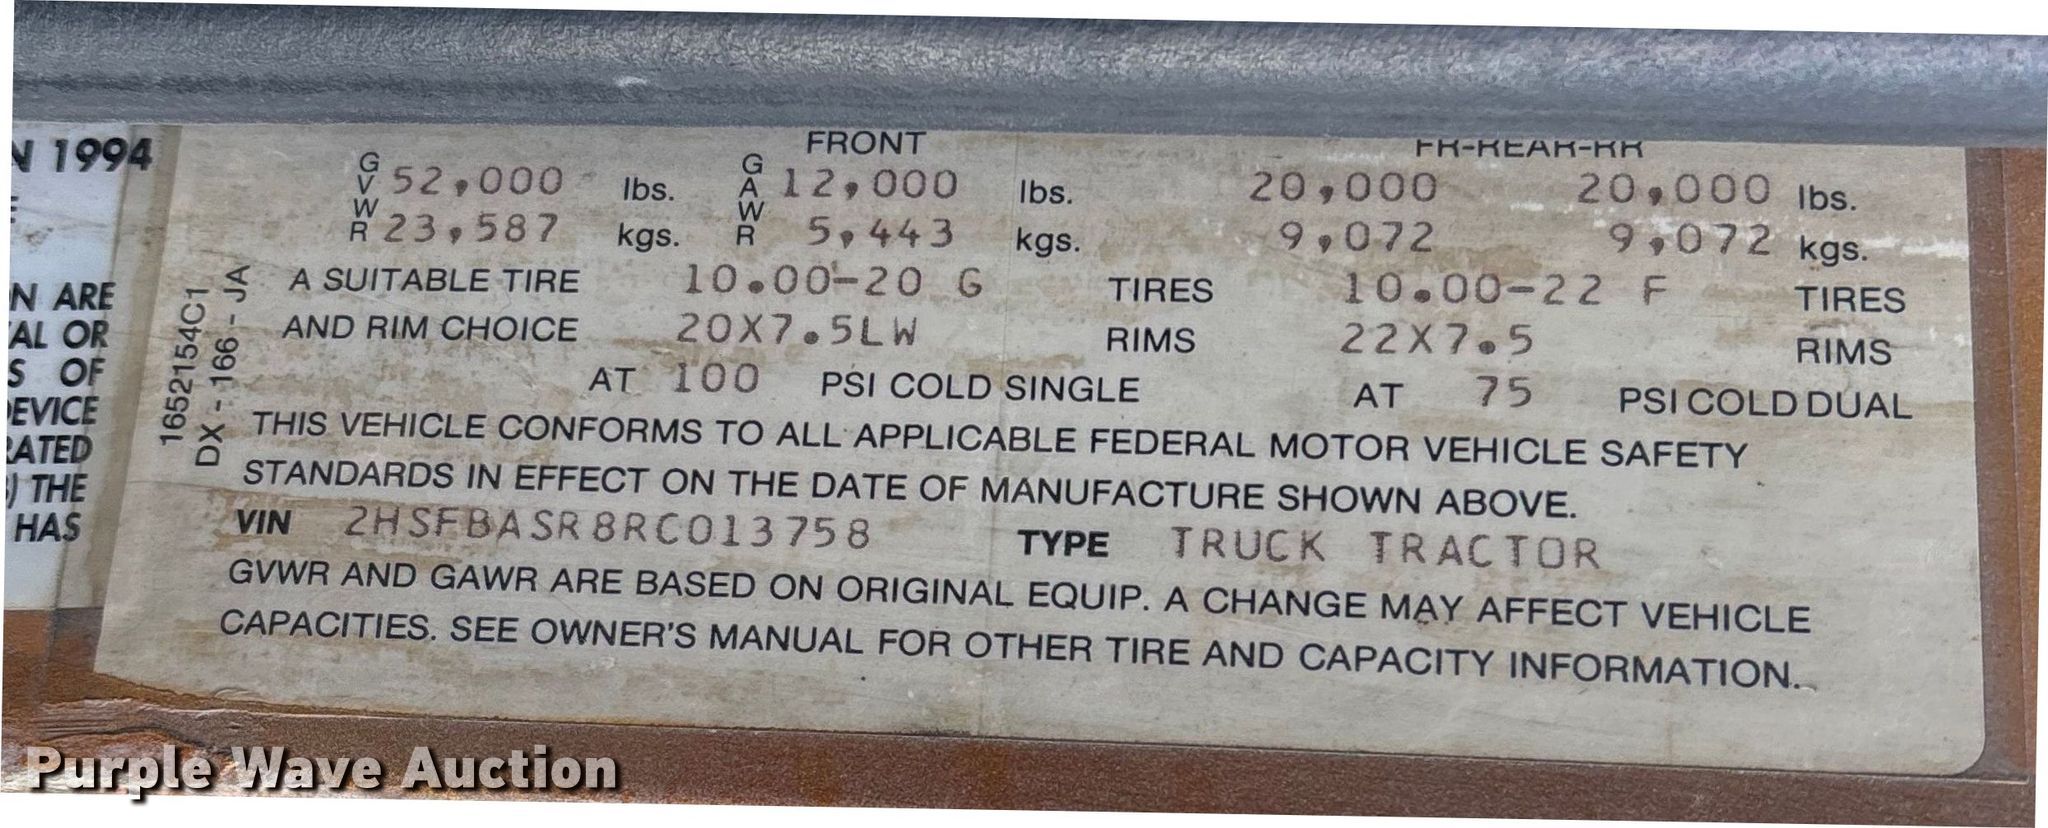 N 1994
N ARE
AL OR
S OF
EVICE
RATED
) THE
HAS
1652154C1
DX - 166 - JA
FRONT FR-REAR-RR
GVWR 52,000 lbs. GAWR 12,000 lbs. 20,000 20,000 lbs.
23,587 kgs. 5,443 kgs. 9,072 9,072 kgs.
A SUITABLE TIRE 10.00-20 G TIRES 10.00-22 F TIRES
AND RIM CHOICE 20X7.5LW RIMS 22X7.5 RIMS
AT 100 PSI COLD SINGLE AT 75 PSI COLD DUAL
THIS VEHICLE CONFORMS TO ALL APPLICABLE FEDERAL MOTOR VEHICLE SAFETY
STANDARDS IN EFFECT ON THE DATE OF MANUFACTURE SHOWN ABOVE.
VIN 2HSFBASR8RC013758 TYPE TRUCK TRACTOR
GVWR AND GAWR ARE BASED ON ORIGINAL EQUIP. A CHANGE MAY AFFECT VEHICLE
CAPACITIES. SEE OWNER'S MANUAL FOR OTHER TIRE AND CAPACITY INFORMATION.
Purple Wave Auction